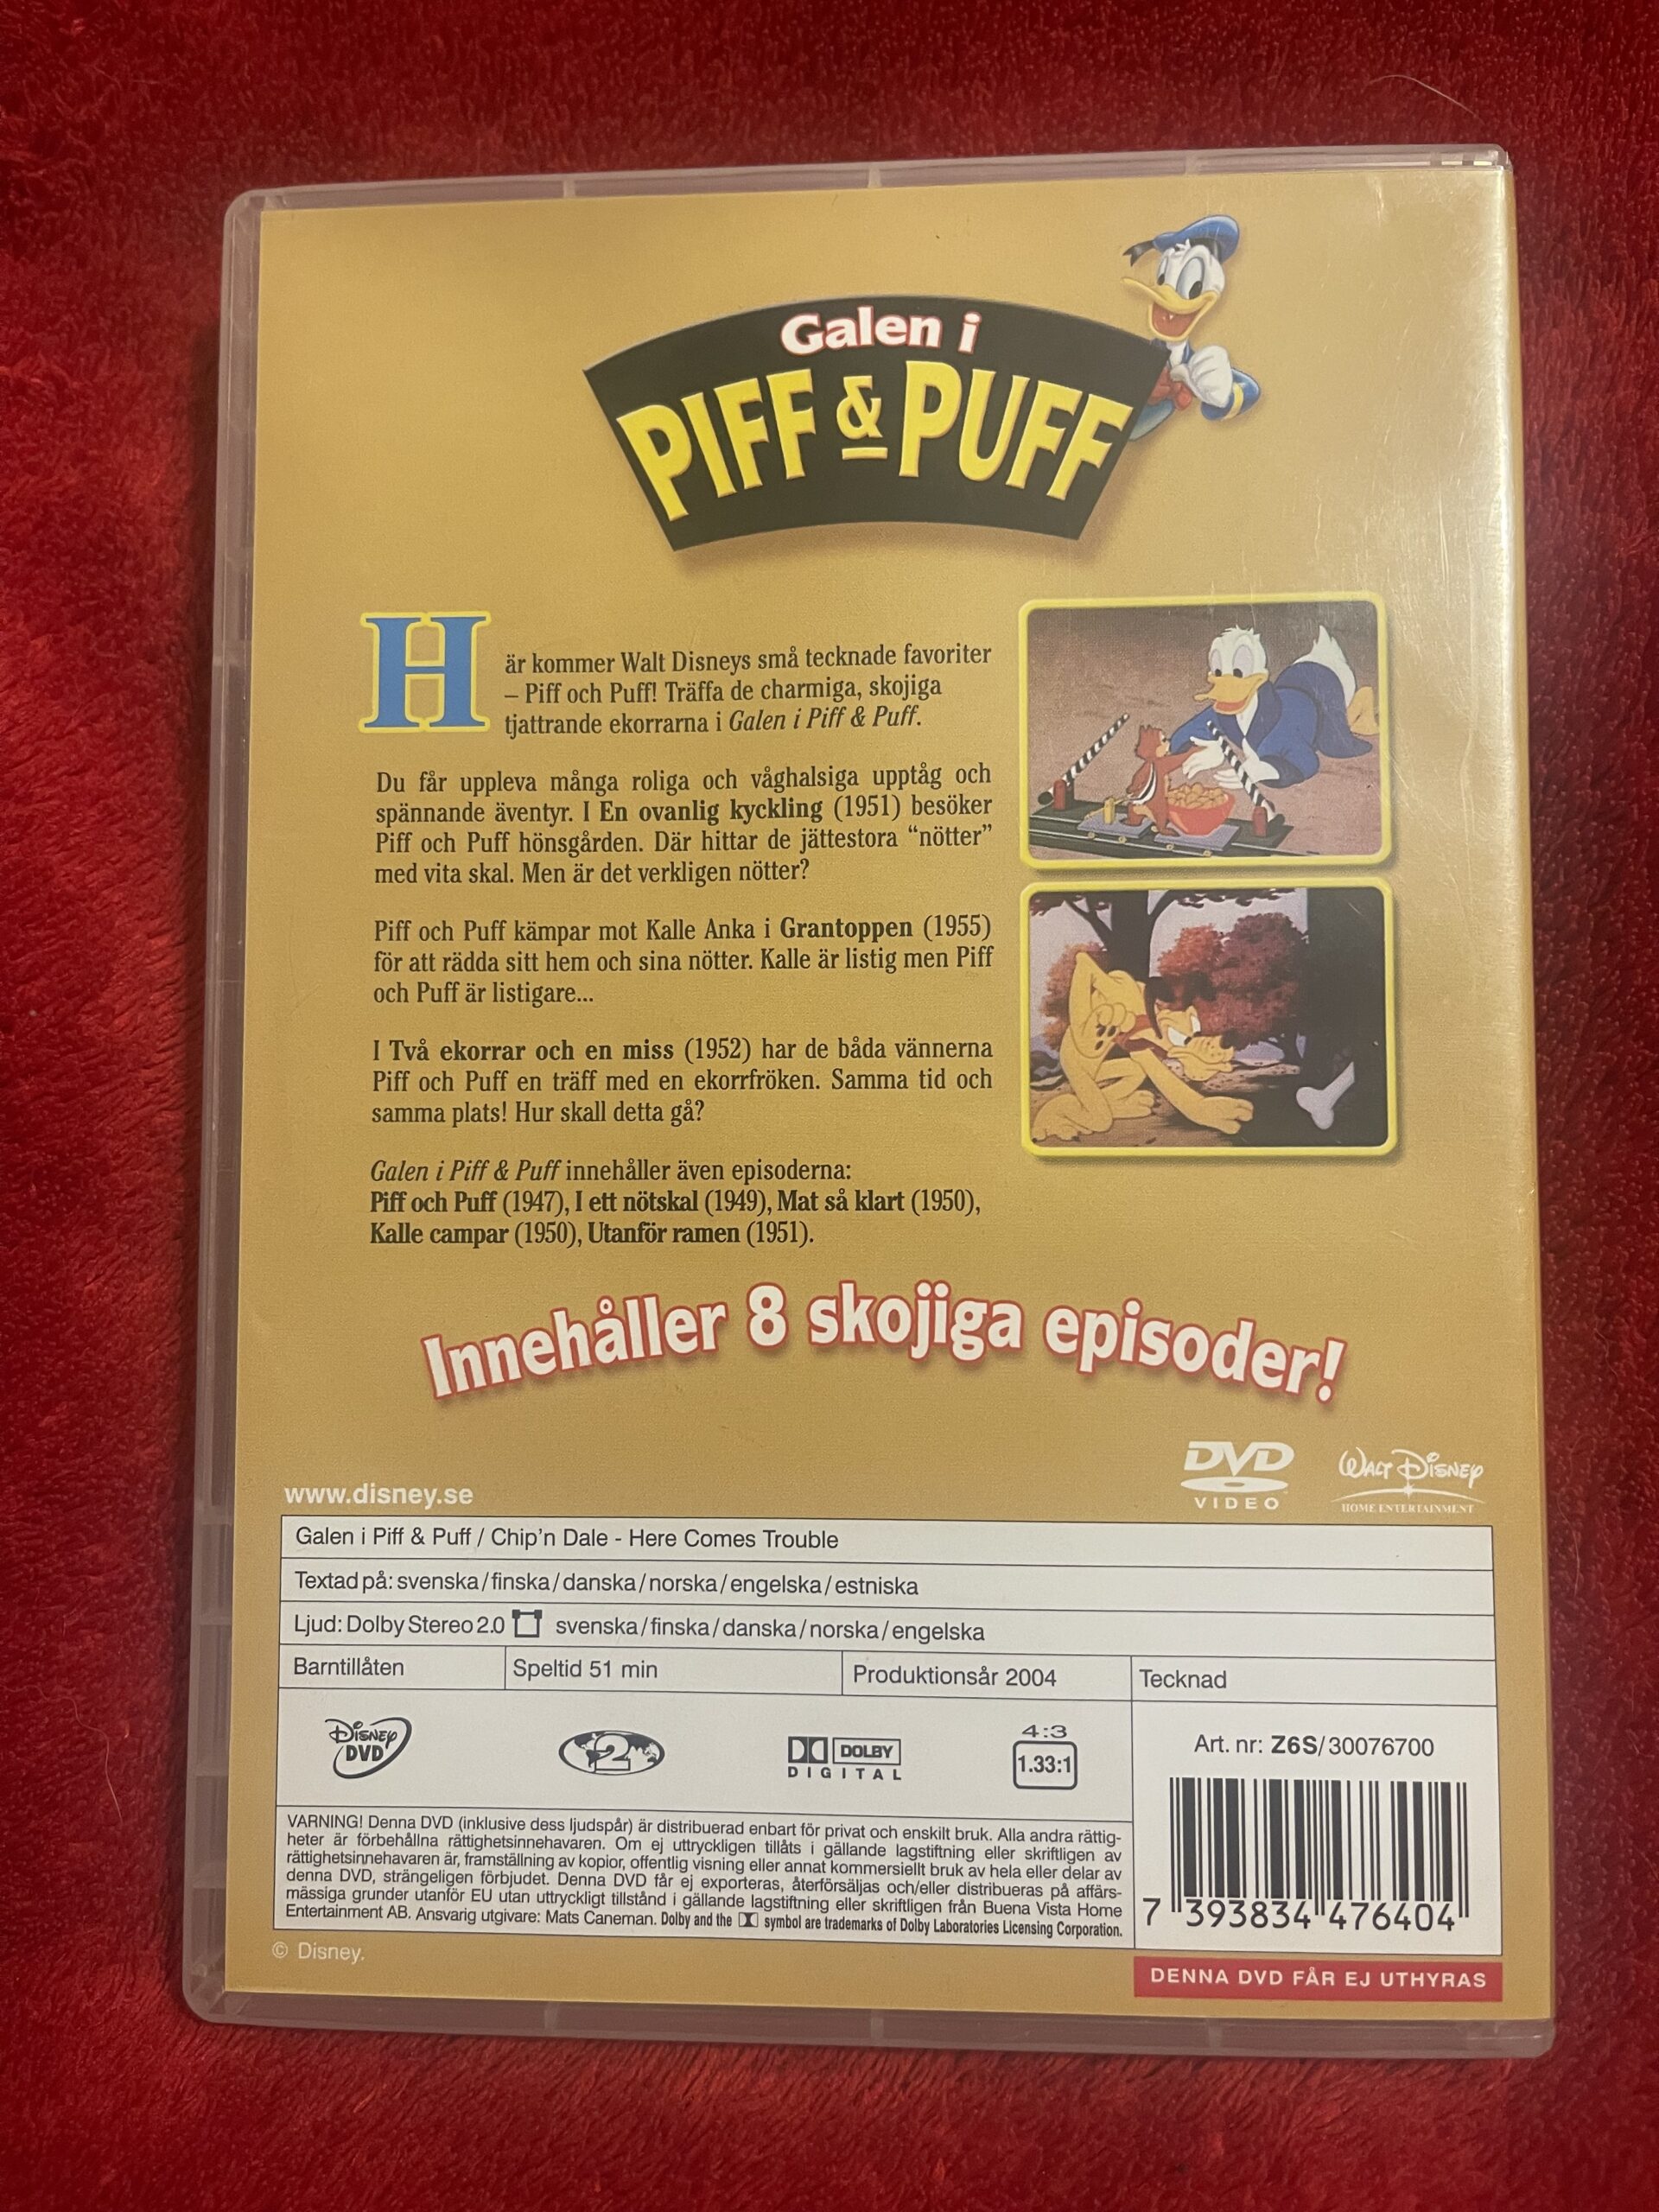 Galen i
PIFF & PUFF
Här kommer Walt Disneys små tecknade favoriter
– Piff och Puff! Träffa de charmiga, skojiga
tjattrande ekorrarna i Galen i Piff & Puff.
Du får uppleva många roliga och våghalsiga upptåg och
spännande äventyr. I En ovanlig kyckling (1951) besöker
Piff och Puff hönsgården. Där hittar de jättestora “nötter”
med vita skal. Men är det verkligen nötter?
Piff och Puff kämpar mot Kalle Anka i Grantoppen (1955)
för att rädda sitt hem och sina nötter. Kalle är listig men Piff
och Puff är listigare...
I Två ekorrar och en miss (1952) har de båda vännerna
Piff och Puff en träff med en ekorrfröken. Samma tid och
samma plats! Hur skall detta gå?
Galen i Piff & Puff innehåller även episoderna:
Piff och Puff (1947), I ett nötskal (1949), Mat så klart (1950),
Kalle campar (1950), Utanför ramen (1951).
Innehåller 8 skojiga episoder!
DVD
VIDEO
WALT DISNEY
HOME ENTERTAINMENT
www.disney.se
Galen i Piff & Puff / Chip’n Dale - Here Comes Trouble
Textad på: svenska/finska/danska/norska/engelska/estniska
Ljud: Dolby Stereo 2.0 svenska/finska/danska/norska/engelska
Barntillåten Speltid 51 min Produktionsår 2004 Tecknad
DISNEY
DVD
2
DOLBY
DIGITAL
4:3
1.33:1
Art. nr: Z6S/30076700
VARNING! Denna DVD (inklusive dess ljudspår) är distribuerad enbart för privat och enskilt bruk. Alla andra rättig-
heter är förbehållna rättighetsinnehavaren. Om ej uttryckligen tillåts i gällande lagstiftning eller skriftligen av
rättighetsinnehavaren är, framställning av kopior, offentlig visning eller annat kommersiellt bruk av hela eller delar av
denna DVD, strängeligen förbjudet. Denna DVD får ej exporteras, återförsäljas och/eller distribueras på affärs-
mässiga grunder utanför EU utan uttryckligt tillstånd i gällande lagstiftning eller skriftligen från Buena Vista Home
Entertainment AB. Ansvarig utgivare: Mats Caneman. Dolby and the symbol are trademarks of Dolby Laboratories Licensing Corporation.
7 393834 476404
© Disney.
DENNA DVD FÅR EJ UTHYRAS